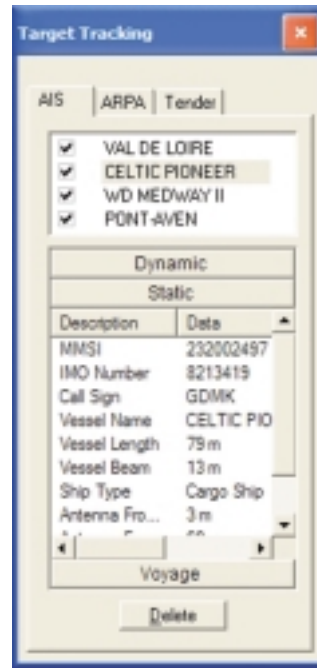 Target Tracking
AIS ARPA Tender
VAL DE LOIRE
CELTIC PIONEER
WD MEDWAY II
PONT-AVEN
Dynamic
Static
Description Data
MMSI 232002497
IMO Number 8213419
Call Sign GDMK
Vessel Name CELTIC PIO
Vessel Length 79 m
Vessel Beam 13 m
Ship Type Cargo Ship
Antenna Fro... 3 m
Voyage
Delete